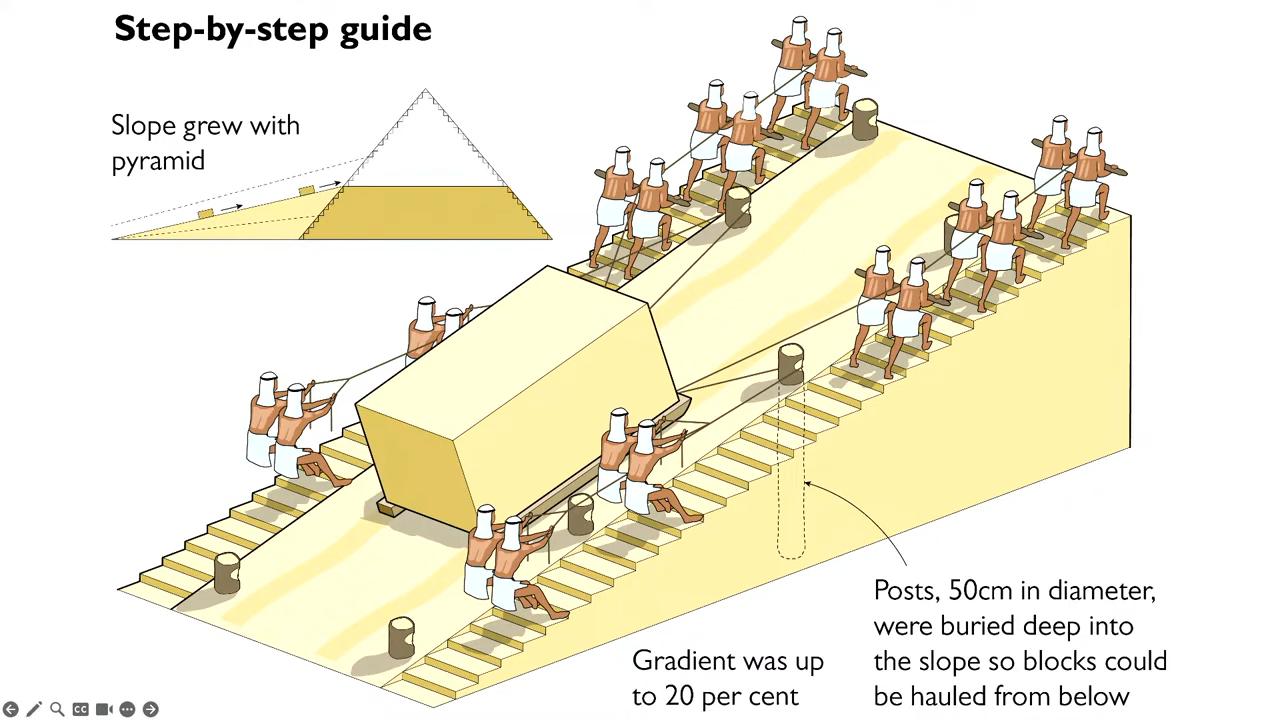 Step-by-step guide
Slope grew with
pyramid
Gradient was up
to 20 per cent
Posts, 50cm in diameter,
were buried deep into
the slope so blocks could
be hauled from below
CC